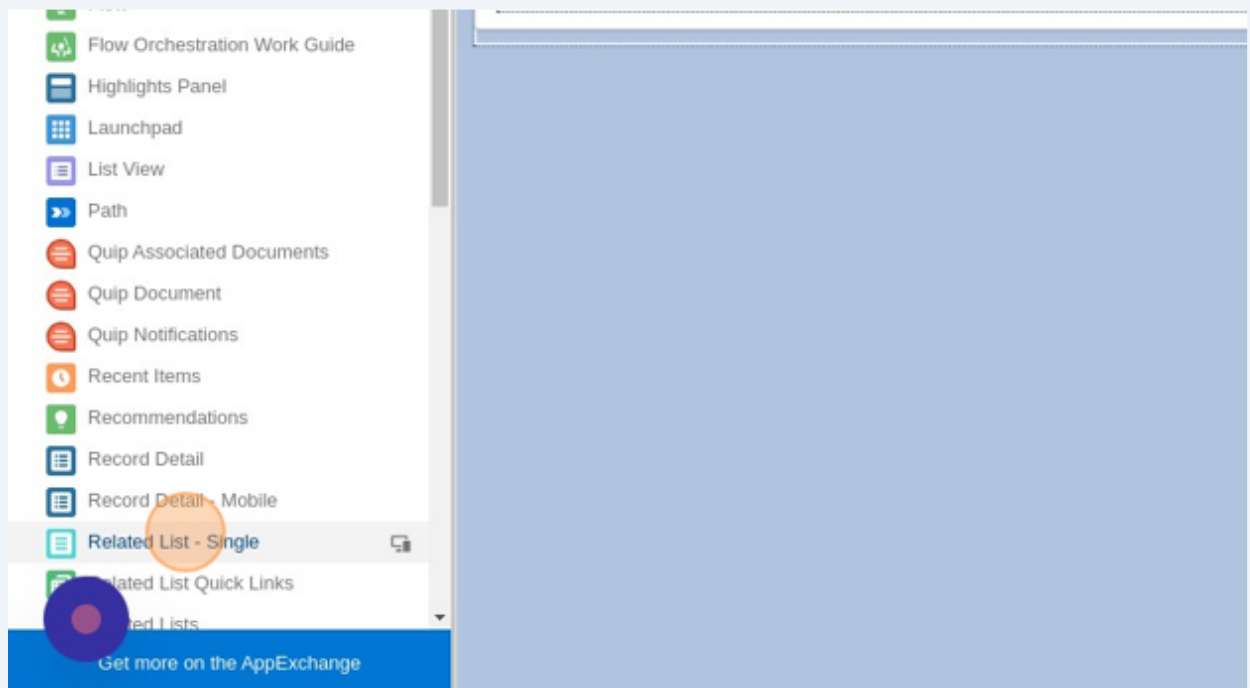 Flow Orchestration Work Guide
Highlights Panel
Launchpad
List View
Path
Quip Associated Documents
Quip Document
Quip Notifications
Recent Items
Recommendations
Record Detail
Record Detail - Mobile
Related List - Single
Related List Quick Links
Lists
Get more on the AppExchange